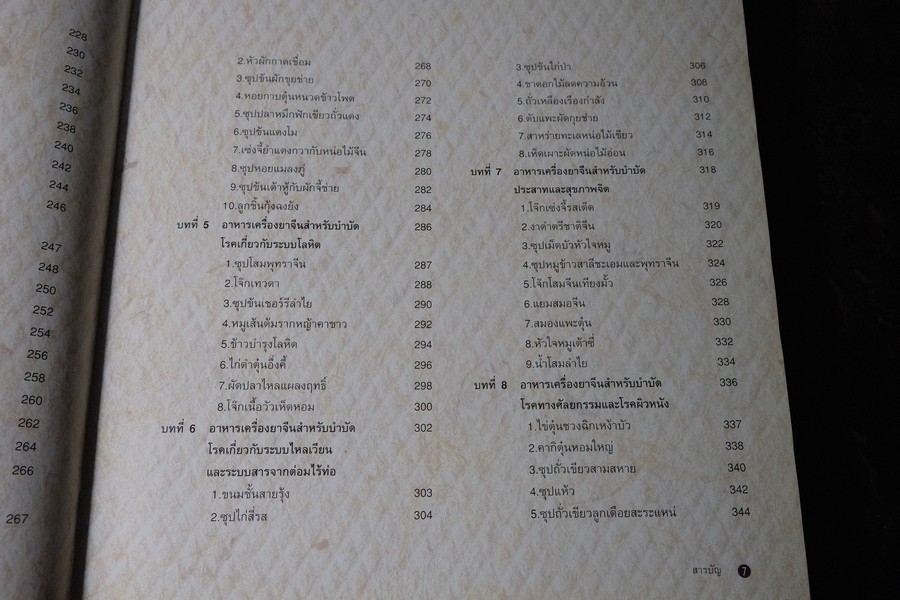 228
230
232
234
236
238
240
242
244
246
247
248
250
252
254
256
258
260
262
264
266
267
2.หัวผักกาดเชื่อม 268
3.ซุปข้นผักขุยช่าย 270
4.หอยกาบตุ๋นหนวดข้าวโพด 272
5.ซุปปลาหมึกฟักเขียวถั่วแดง 274
6.ซุปข้นแตงโม 276
7.เซ่งจี้ยำแตงกวากับหน่อไม้จีน 278
8.ซุปหอยแมลงภู่ 280
9.ซุปข้นเต้าหู้กับผักจี้ช่าย 282
10.ลูกชิ้นกุ้งฉงยัง 284
บทที่ 5 อาหารเครื่องยาจีนสำหรับบำบัด 286
โรคเกี่ยวกับระบบโลหิต
1.ซุปโสมพุทราจีน 287
2.โจ๊กเทวดา 288
3.ซุปข้นเชอร์รีลำไย 290
4.หมูเส้นต้มรากหญ้าคาขาว 292
5.ข้าวบำรุงโลหิต 294
6.ไก่ดำตุ๋นอึ่งคี้ 296
7.ผัดปลาไหลแผลงฤทธิ์ 298
8.โจ๊กเนื้อวัวเห็ดหอม 300
บทที่ 6 อาหารเครื่องยาจีนสำหรับบำบัด 302
โรคเกี่ยวกับระบบไหลเวียน
และระบบสารจากต่อมไร้ท่อ
1.ขนมชั้นสายรุ้ง 303
2.ซุปไก่สี่รส 304
3.ซุปข้นไก่ป่า 306
4.ชาดอกไม้ลดความอ้วน 308
5.ถั่วเหลืองเรืองกำลัง 310
6.ตับแพะผัดกุยช่าย 312
7.สาหร่ายทะเลหน่อไม้เขียว 314
8.เห็ดเผาะผัดหน่อไม้อ่อน 316
บทที่ 7 อาหารเครื่องยาจีนสำหรับบำบัด 318
ประสาทและสุขภาพจิต
1.โจ๊กเซ่งจี้รสเด็ด 319
2.งาดำตรีชาติจีน 320
3.ซุปเม็ดบัวหัวใจหมู 322
4.ซุปหมูข้าวสาลีชะเอมและพุทราจีน 324
5.โจ๊กโสมจีนเทียงมั้ว 326
6.แยมสมอจีน 328
7.สมองแพะตุ๋น 330
8.หัวใจหมูเต้าซี่ 332
9.น้ำโสมลำไย 334
บทที่ 8 อาหารเครื่องยาจีนสำหรับบำบัด 336
โรคทางศัลยกรรมและโรคผิวหนัง
1.ไข่ตุ๋นชวงฉิกเหง้าบัว 337
2.คากิตุ๋นหอมใหญ่ 338
3.ซุปถั่วเขียวสามสหาย 340
4.ซุปแห้ว 342
5.ซุปถั่วเขียวลูกเดือยสะระแหน่ 344
สารบัญ 7